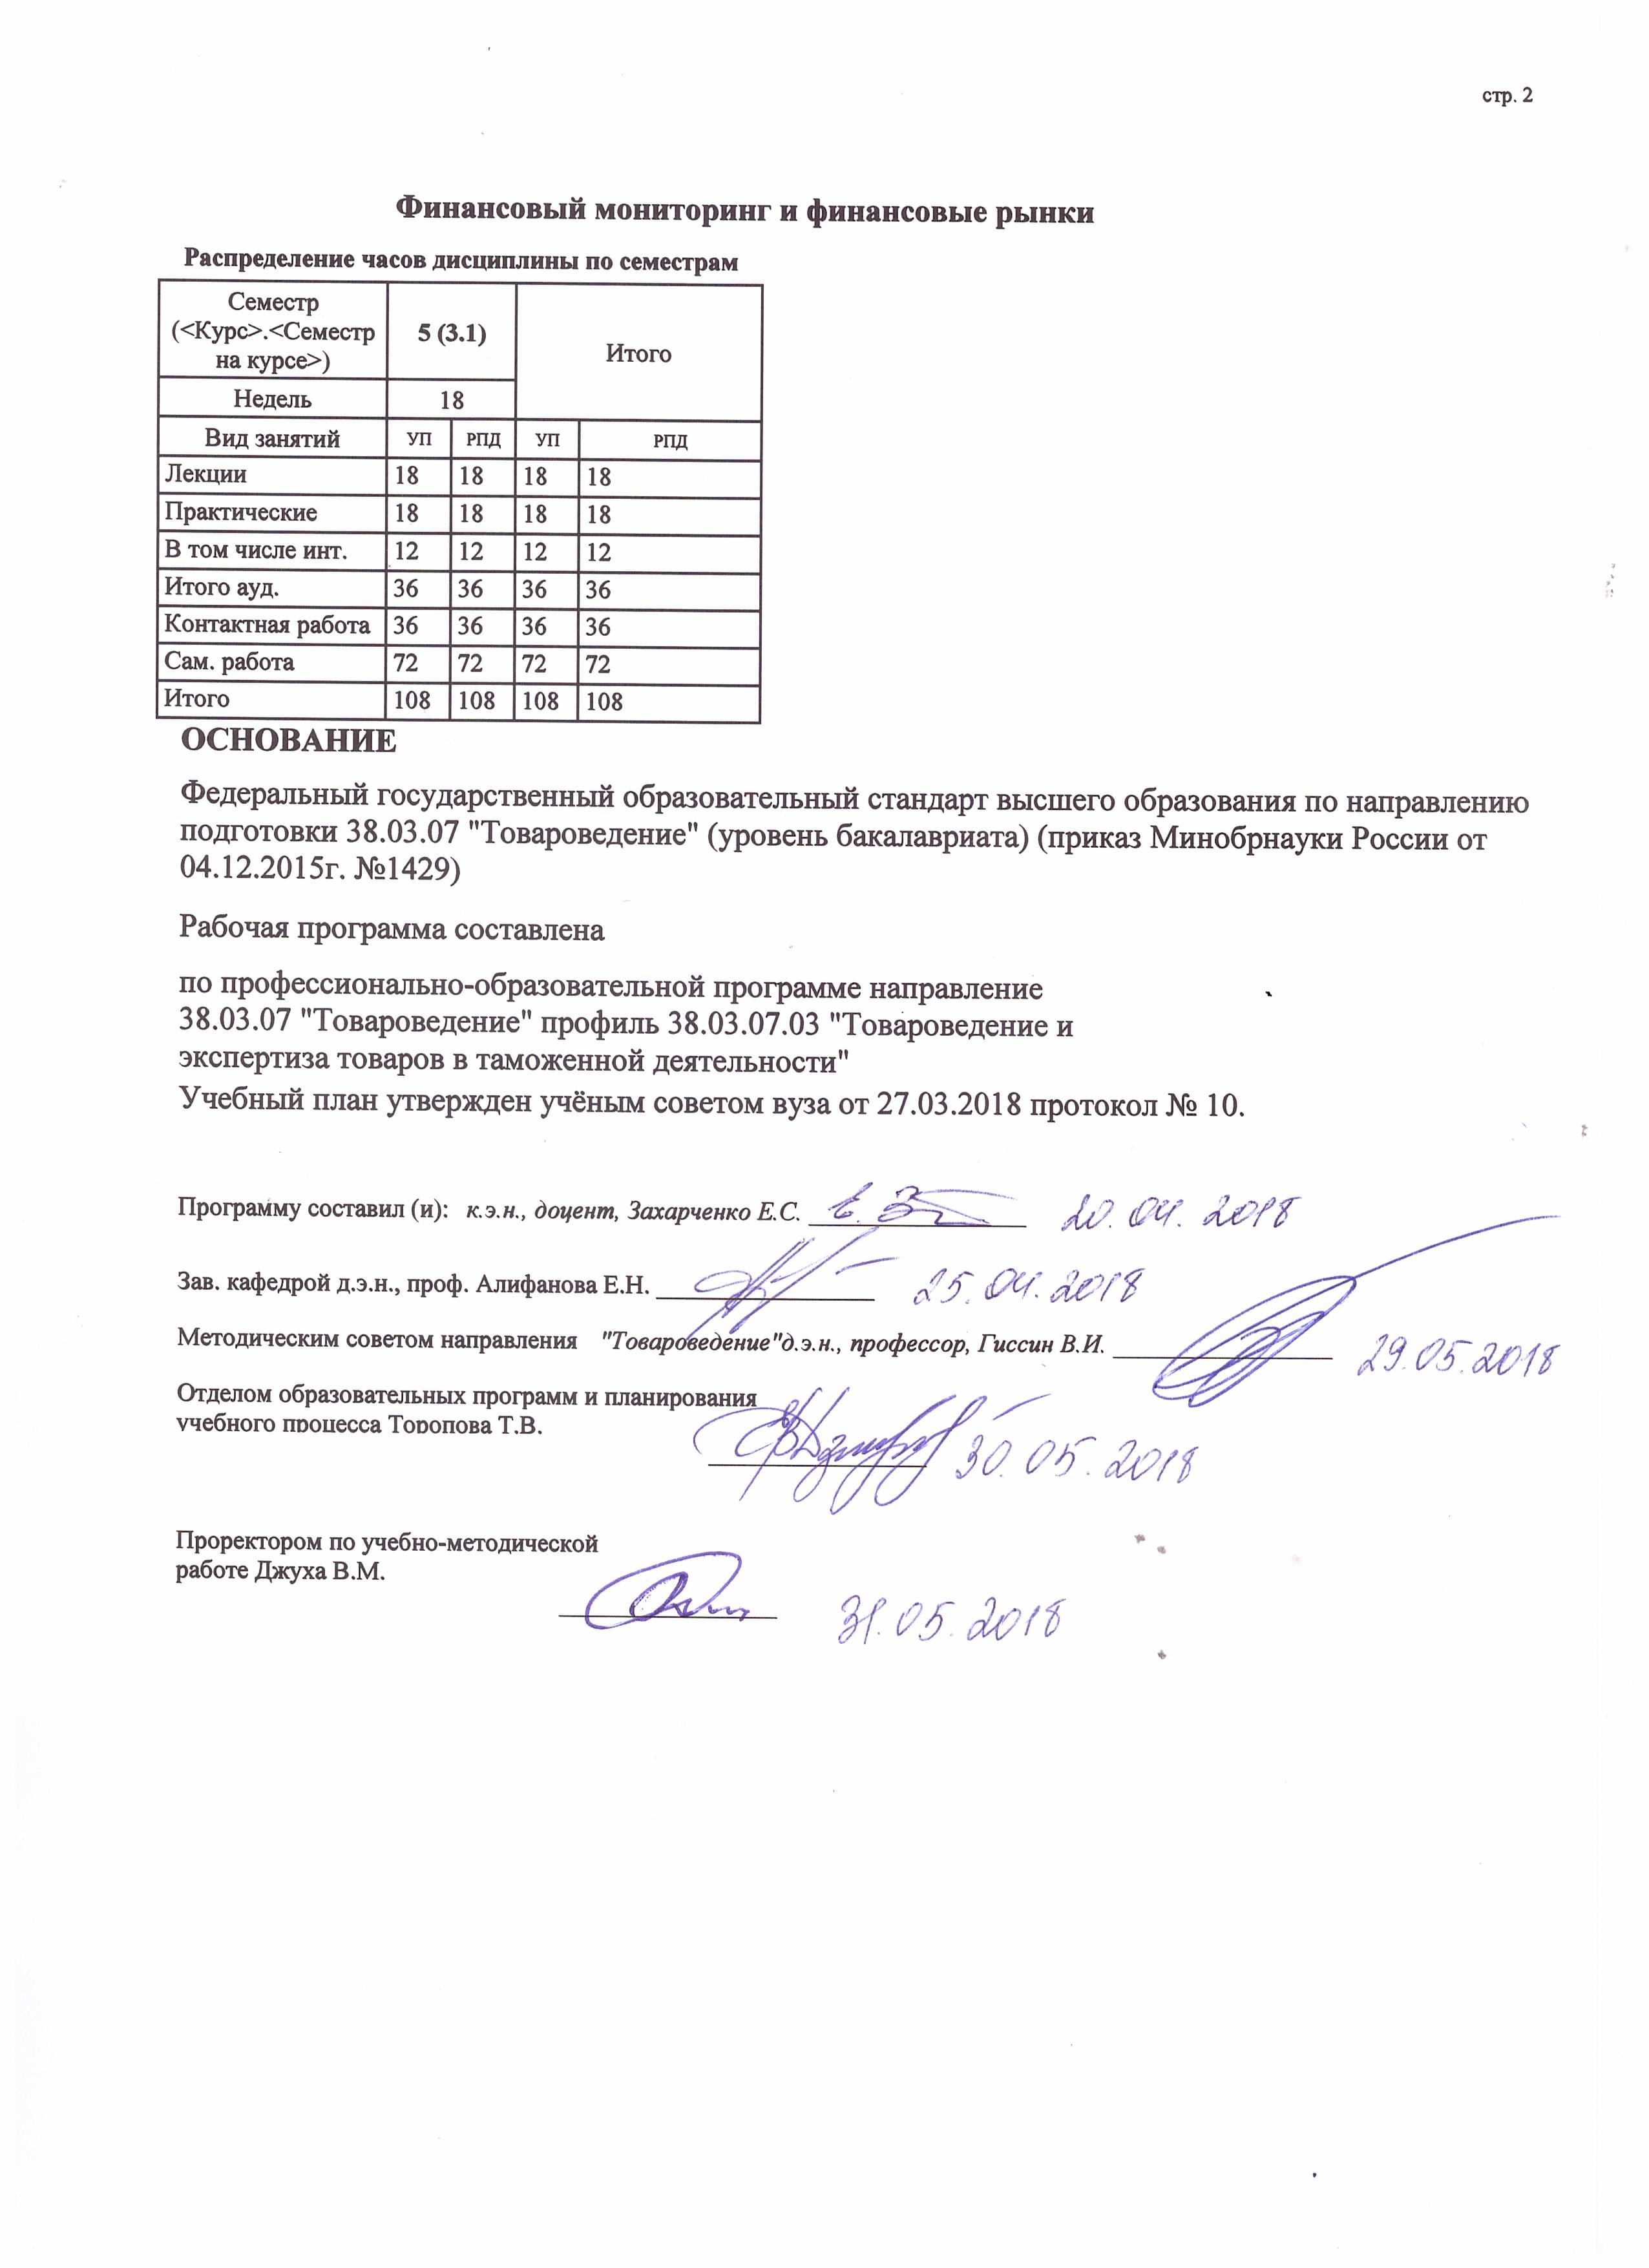 стр. 2
Финансовый мониторинг и финансовые рынки
Распределение часов дисциплины по семестрам
Семестр
(<Курс>.<Семестр
на курсе>)
5 (3.1)
Итого
Недель
18
Вид занятий УП РПД УП РПД
Лекции 18 18 18 18
Практические 18 18 18 18
В том числе инт. 12 12 12 12
Итого ауд. 36 36 36 36
Контактная работа 36 36 36 36
Сам. работа 72 72 72 72
Итого 108 108 108 108
ОСНОВАНИЕ
Федеральный государственный образовательный стандарт высшего образования по направлению
подготовки 38.03.07 "Товароведение" (уровень бакалавриата) (приказ Минобрнауки России от
04.12.2015г. №1429)
Рабочая программа составлена
по профессионально-образовательной программе направление
38.03.07 "Товароведение" профиль 38.03.07.03 "Товароведение и
экспертиза товаров в таможенной деятельности"
Учебный план утвержден учёным советом вуза от 27.03.2018 протокол № 10.
Программу составил (и): к.э.н., доцент, Захарченко Е.С. 20.04.2018
Зав. кафедрой д.э.н., проф. Алифанова Е.Н. 25.04.2018
Методическим советом направления "Товароведение"д.э.н., профессор, Гиссин В.И. 29.05.2018
Отделом образовательных программ и планирования
учебного процесса Торопова Т.В.
30.05.2018
Проректором по учебно-методической
работе Джуха В.М.
31.05.2018